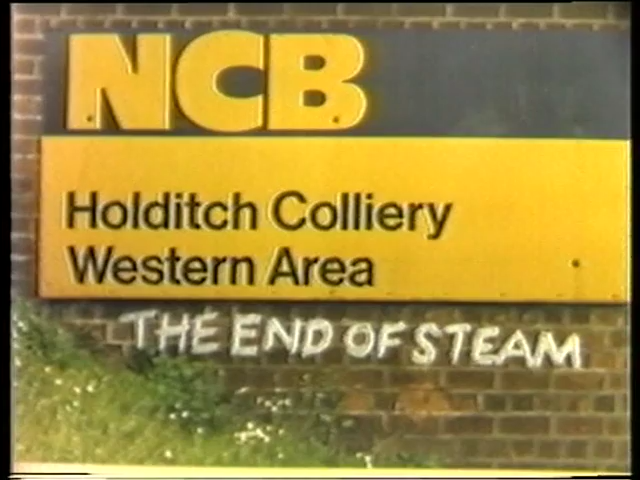 NCB
Holditch Colliery
Western Area
THE END OF STEAM